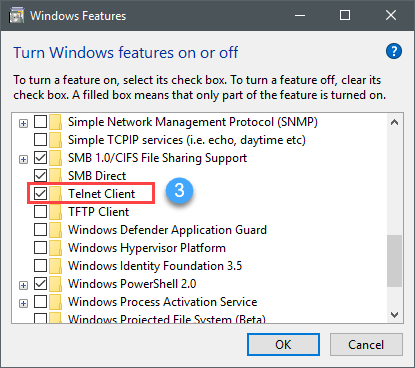 Windows Features
Turn Windows features on or off
?
To turn a feature on, select its check box. To turn a feature off, clear its
check box. A filled box means that only part of the feature is turned on.
Simple Network Management Protocol (SNMP)
Simple TCPIP services (i.e. echo, daytime etc)
SMB 1.0/CIFS File Sharing Support
SMB Direct
Telnet Client 3
TFTP Client
Windows Defender Application Guard
Windows Hypervisor Platform
Windows Identity Foundation 3.5
Windows PowerShell 2.0
Windows Process Activation Service
Windows Projected File System (Beta)
OK Cancel